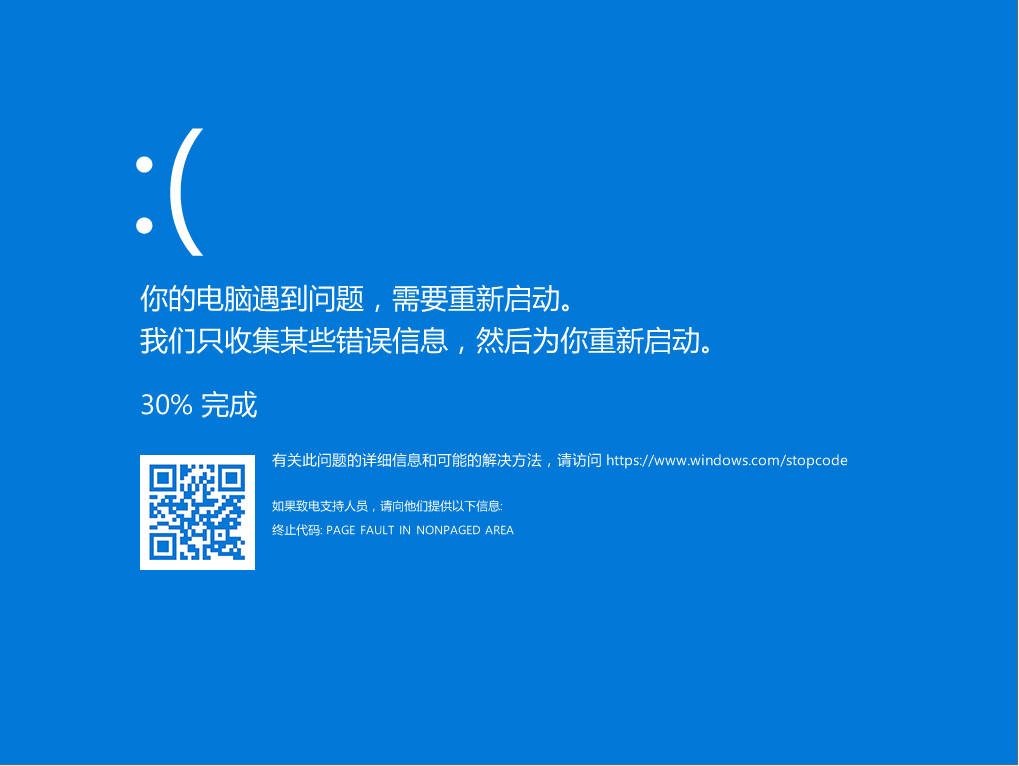 :(
你的电脑遇到问题，需要重新启动。
我们只收集某些错误信息，然后为你重新启动。
30% 完成
有关此问题的详细信息和可能的解决方法，请访问 https://www.windows.com/stopcode
如果致电支持人员，请向他们提供以下信息:
终止代码: PAGE FAULT IN NONPAGED AREA